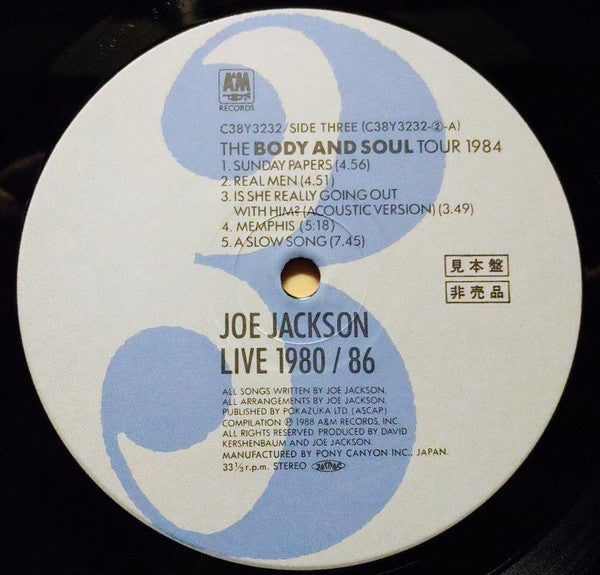 A&M
RECORDS
C38Y3232/SIDE THREE (C38Y3232-②-A)
THE BODY AND SOUL TOUR 1984
1. SUNDAY PAPERS (4.56)
2. REAL MEN (4.51)
3. IS SHE REALLY GOING OUT
WITH HIM? (ACOUSTIC VERSION) (3.49)
4. MEMPHIS (5:18)
5. A SLOW SONG (7.45)
見本盤
非売品
JOE JACKSON
LIVE 1980 / 86
ALL SONGS WRITTEN BY JOE JACKSON,
ALL ARRANGEMENTS BY JOE JACKSON,
PUBLISHED BY POKAZUKA LTD. (ASCAP)
COMPILATION ℗ 1988 A&M RECORDS, INC
ALL RIGHTS RESERVED. PRODUCED BY DAVID
KERSHENBAUM AND JOE JACKSON
MANUFACTURED BY PONY CANYON INC., JAPAN.
33 1/3 r.p.m. STEREO JASRAC
3